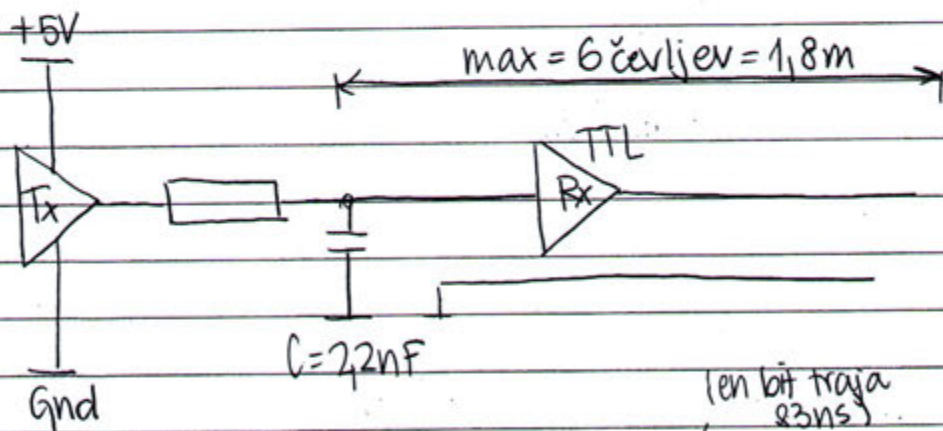 +5V
max = 6 čevljev = 1,8m
TTL
Tx
Rx
C = 2,2nF
(en bit traja
83ns)
Gnd